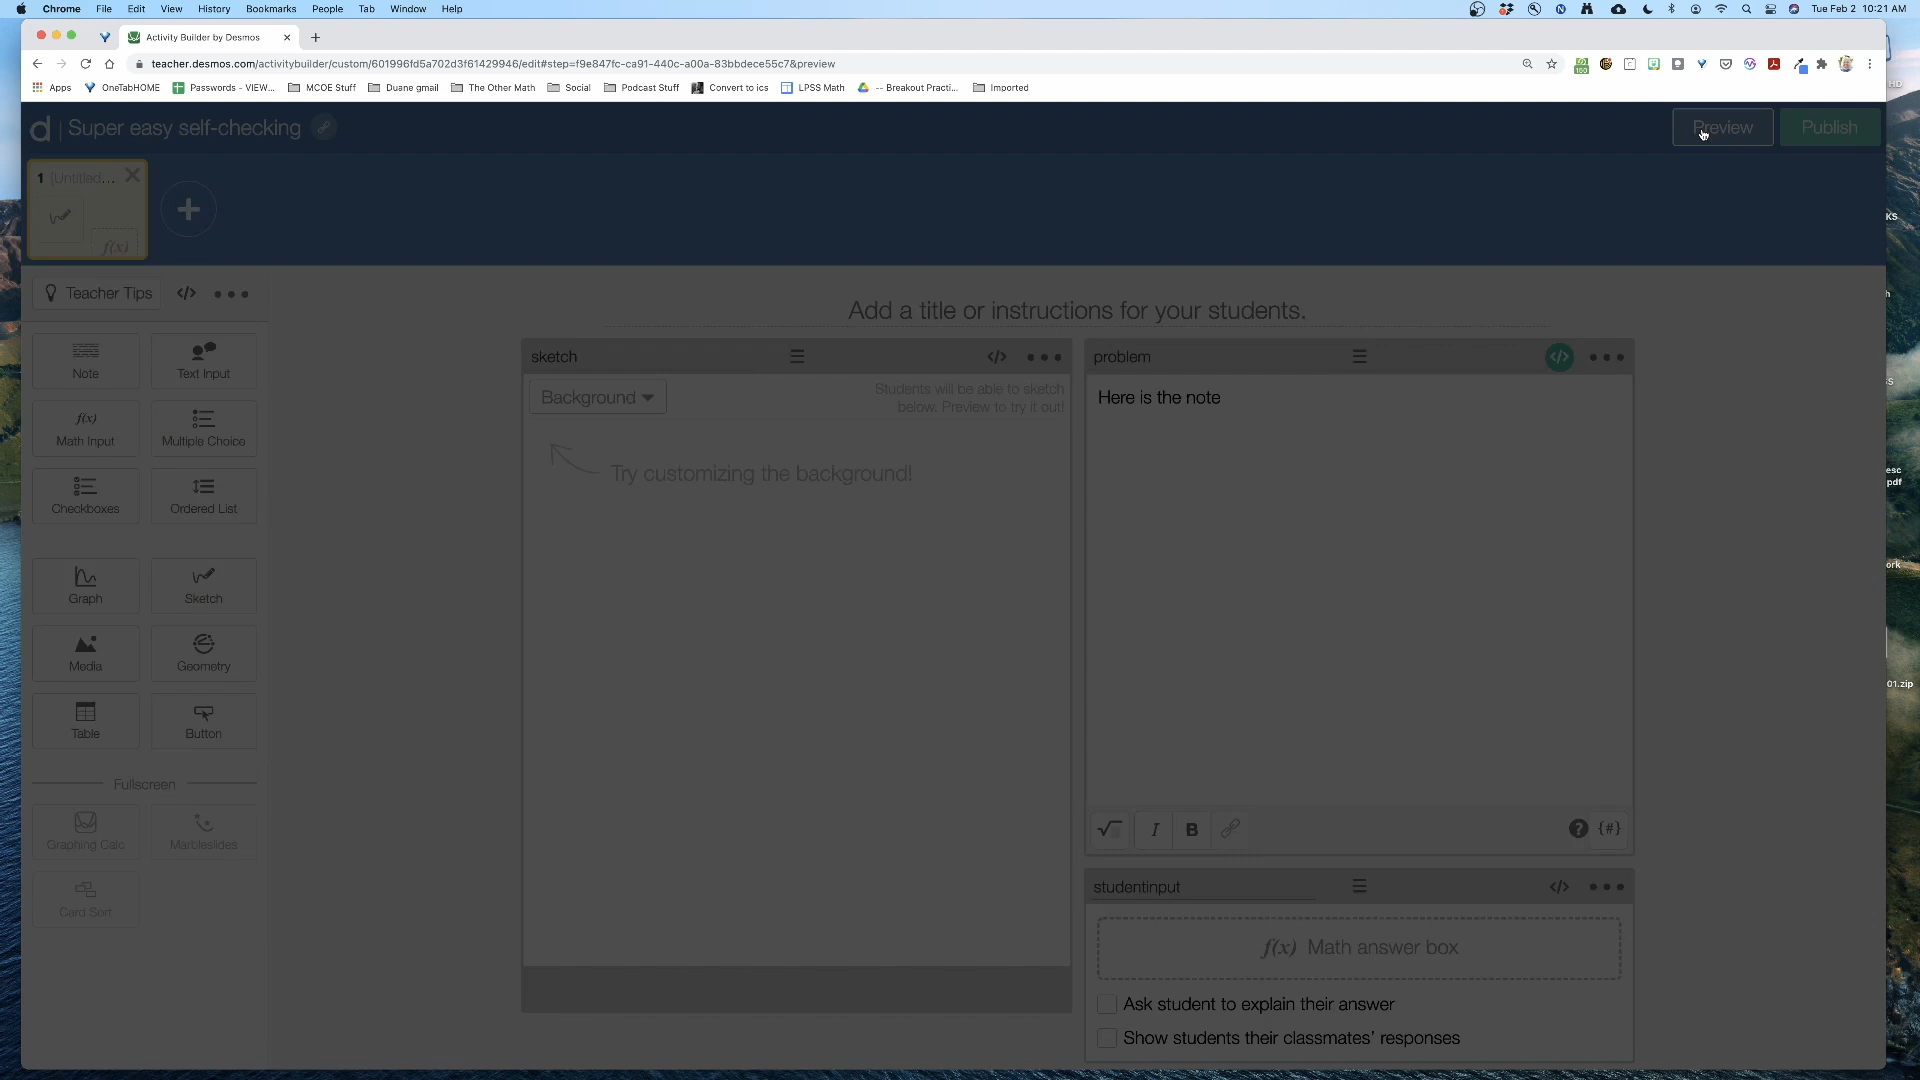 Chrome File Edit View History Bookmarks People Tab Window Help
Tue Feb 2 10:21 AM
Activity Builder by Desmos
teacher.desmos.com/activitybuilder/custom/601996fd5a702d3f61429946/edit#step=f9e847fc-ca91-440c-a00a-83bbdece55c7&preview
Apps OneTabHOME Passwords - VIEW... MCOE Stuff Duane gmail The Other Math Social Podcast Stuff Convert to ics LPSS Math -- Breakout Practi... Imported
d | Super easy self-checking
Preview Publish
1 [Untitled...
f(x)
Teacher Tips </>
Add a title or instructions for your students.
Note
Text Input
f(x) Math Input
Multiple Choice
Checkboxes
Ordered List
Graph
Sketch
Media
Geometry
Table
Button
Fullscreen
Graphing Calc
Marbleslides
Card Sort
sketch </>
Background
Students will be able to sketch
below. Preview to try it out!
Try customizing the background!
problem </>
Here is the note
I B ? {#}
studentinput </>
f(x) Math answer box
Ask student to explain their answer
Show students their classmates' responses
KS
esc
pdf
ork
01.zip